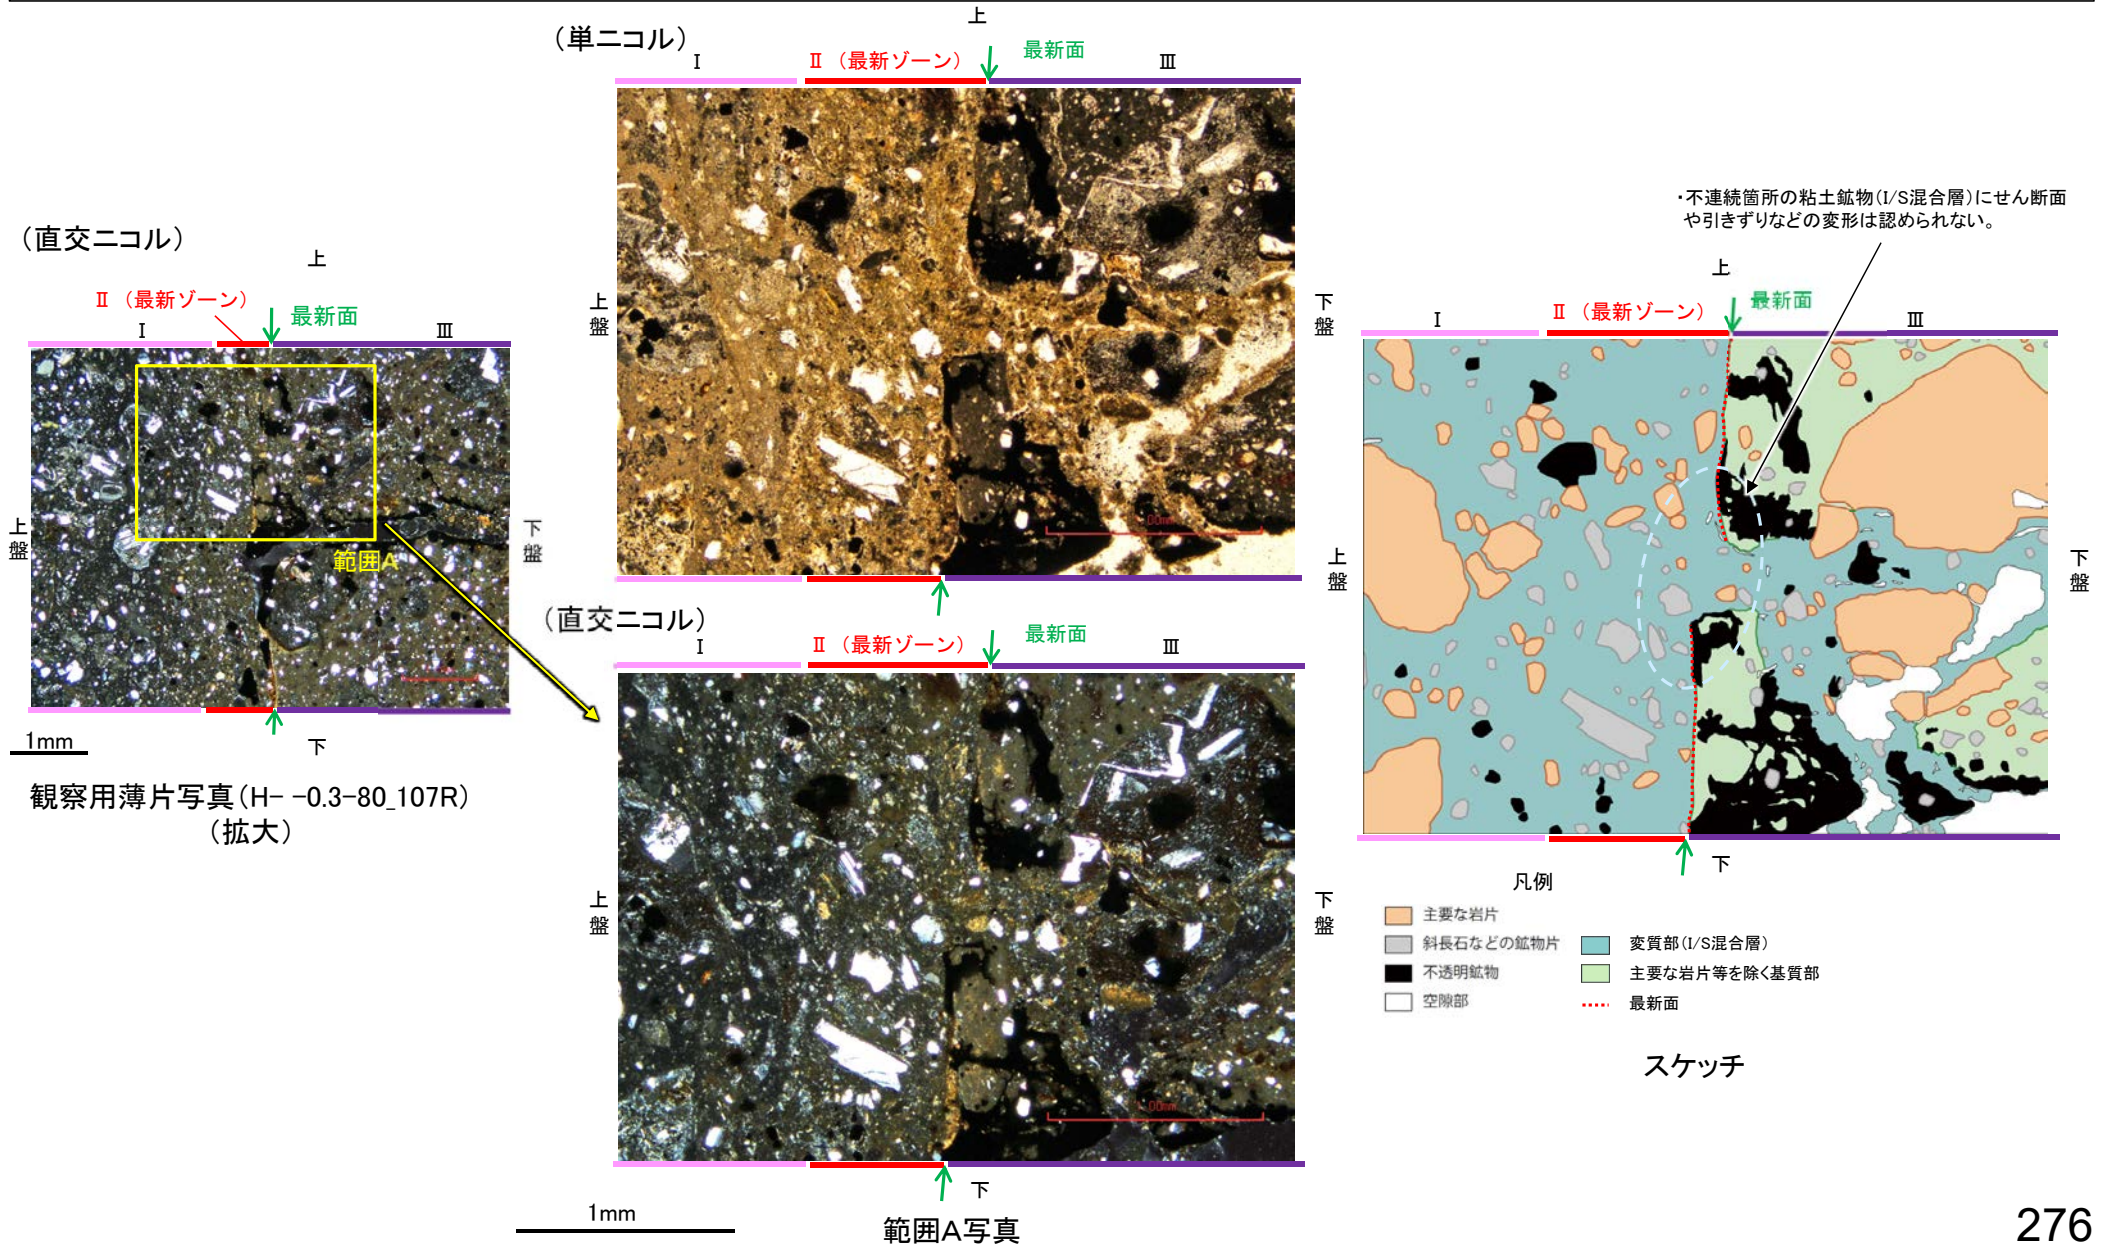 (直交ニコル)
上
Ⅱ (最新ゾーン)
最新面
Ⅰ
Ⅲ
上盤
下盤
範囲A
1mm
下
観察用薄片写真(H- -0.3-80_107R)
(拡大)
(単ニコル)
上
Ⅰ
Ⅱ (最新ゾーン)
最新面
Ⅲ
上盤
下盤
(直交ニコル)
Ⅰ
Ⅱ (最新ゾーン)
最新面
Ⅲ
上盤
下盤
1.00mm
下
1mm
範囲A写真
・不連続箇所の粘土鉱物(I/S混合層)にせん断面
や引きずりなどの変形は認められない。
上
Ⅰ
Ⅱ (最新ゾーン)
最新面
Ⅲ
上盤
下盤
下
凡例
主要な岩片
斜長石などの鉱物片
不透明鉱物
空隙部
変質部(I/S混合層)
主要な岩片等を除く基質部
最新面
スケッチ
276